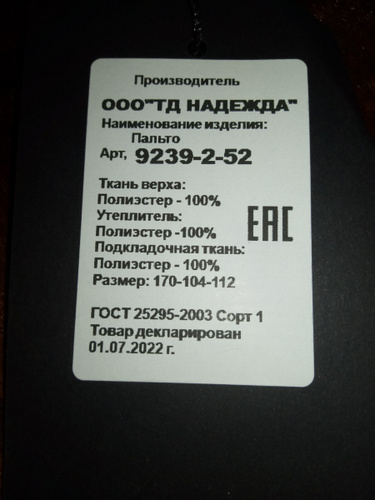 Производитель
ООО"ТД НАДЕЖДА"
Наименование изделия:
Пальто
Арт, 9239-2-52
Ткань верха:
Полиэстер - 100%
Утеплитель:
Полиэстер -100%
Подкладочная ткань:
Полиэстер - 100%
Размер: 170-104-112
ЕАС
ГОСТ 25295-2003 Сорт 1
Товар декларирован
01.07.2022 г.